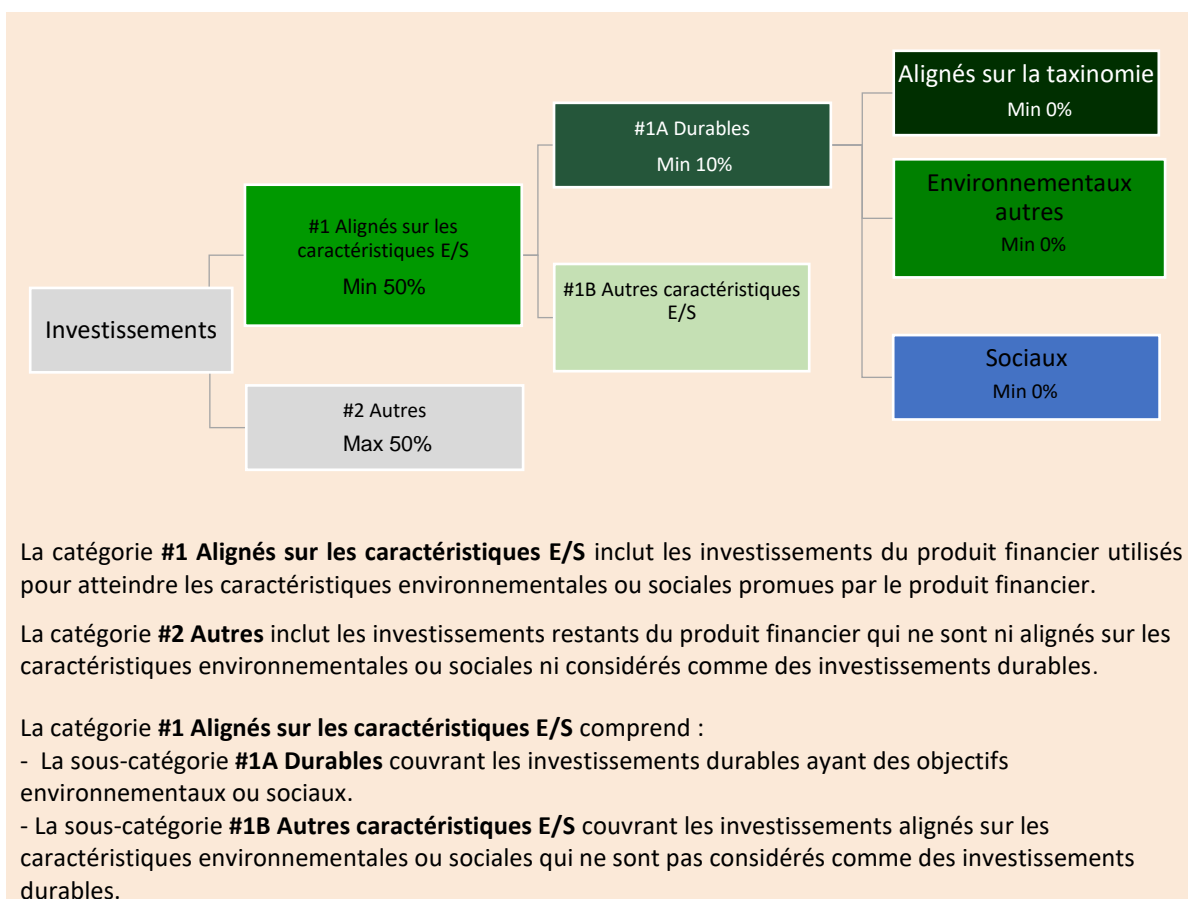 Alignés sur la taxinomie
Min 0%
#1A Durables
Min 10%
Environnementaux
autres
Min 0%
#1 Alignés sur les
caractéristiques E/S
Min 50%
#1B Autres caractéristiques
E/S
Investissements
Sociaux
Min 0%
#2 Autres
Max 50%
La catégorie #1 Alignés sur les caractéristiques E/S inclut les investissements du produit financier utilisés
pour atteindre les caractéristiques environnementales ou sociales promues par le produit financier.
La catégorie #2 Autres inclut les investissements restants du produit financier qui ne sont ni alignés sur les
caractéristiques environnementales ou sociales ni considérés comme des investissements durables.
La catégorie #1 Alignés sur les caractéristiques E/S comprend :
- La sous-catégorie #1A Durables couvrant les investissements durables ayant des objectifs
environnementaux ou sociaux.
- La sous-catégorie #1B Autres caractéristiques E/S couvrant les investissements alignés sur les
caractéristiques environnementales ou sociales qui ne sont pas considérés comme des investissements
durables.